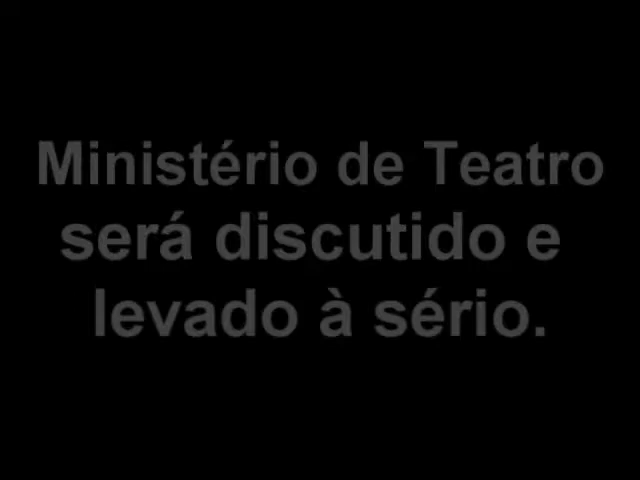 Ministério de Teatro
será discutido e
levado à sério.